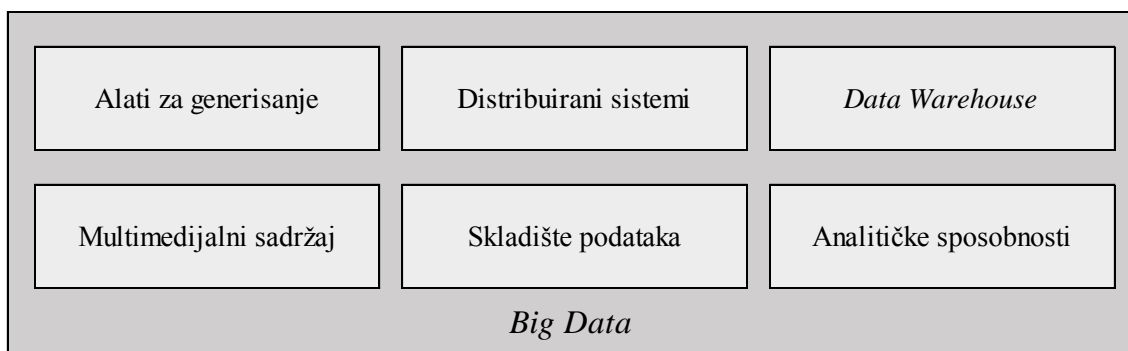 Alati za generisanje
Distribuirani sistemi
Data Warehouse
Multimedijalni sadržaj
Skladište podataka
Analitičke sposobnosti
Big Data